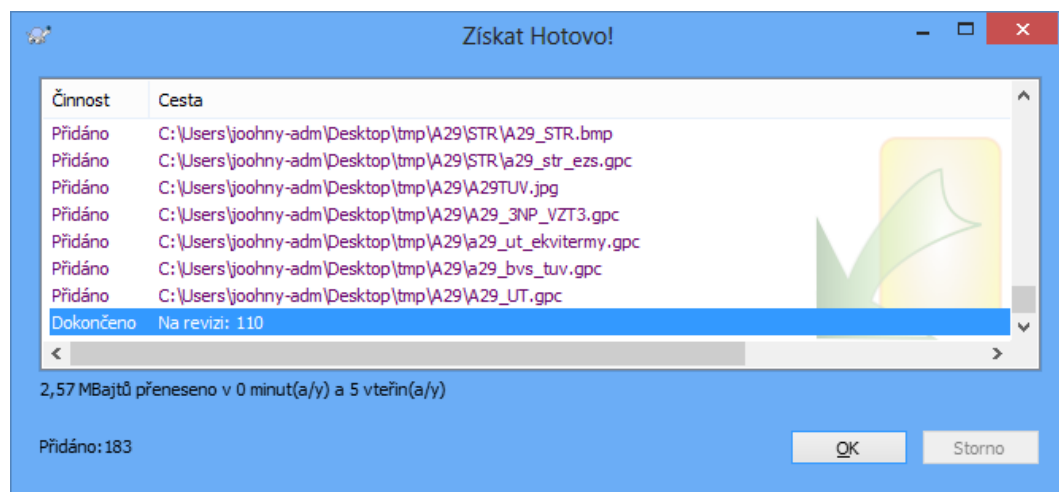 Získat Hotovo!
Činnost Cesta
Přidáno C:\Users\joohny-adm\Desktop\tmp\A29\STR\A29_STR.bmp
Přidáno C:\Users\joohny-adm\Desktop\tmp\A29\STR\a29_str_ezs.gpc
Přidáno C:\Users\joohny-adm\Desktop\tmp\A29\A29TUV.jpg
Přidáno C:\Users\joohny-adm\Desktop\tmp\A29\A29_3NP_VZT3.gpc
Přidáno C:\Users\joohny-adm\Desktop\tmp\A29\a29_ut_ekvitermy.gpc
Přidáno C:\Users\joohny-adm\Desktop\tmp\A29\a29_bvs_tuv.gpc
Přidáno C:\Users\joohny-adm\Desktop\tmp\A29\A29_UT.gpc
Dokončeno Na revizi: 110
2,57 MBajtů přeneseno v 0 minut(a/y) a 5 vteřin(a/y)
Přidáno:183
OK Storno